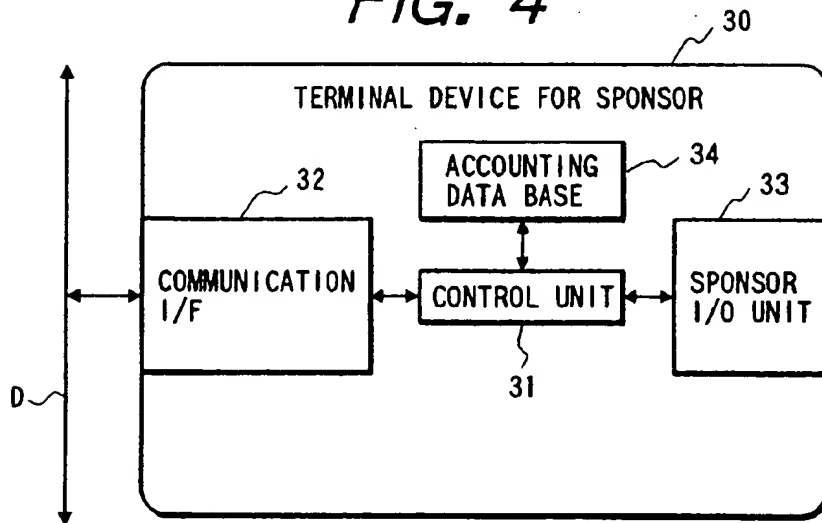 FIG. 4
30
TERMINAL DEVICE FOR SPONSOR
ACCOUNTING
DATA BASE
34
32
33
COMMUNICATION
I/F
CONTROL UNIT
SPONSOR
I/O UNIT
31
D